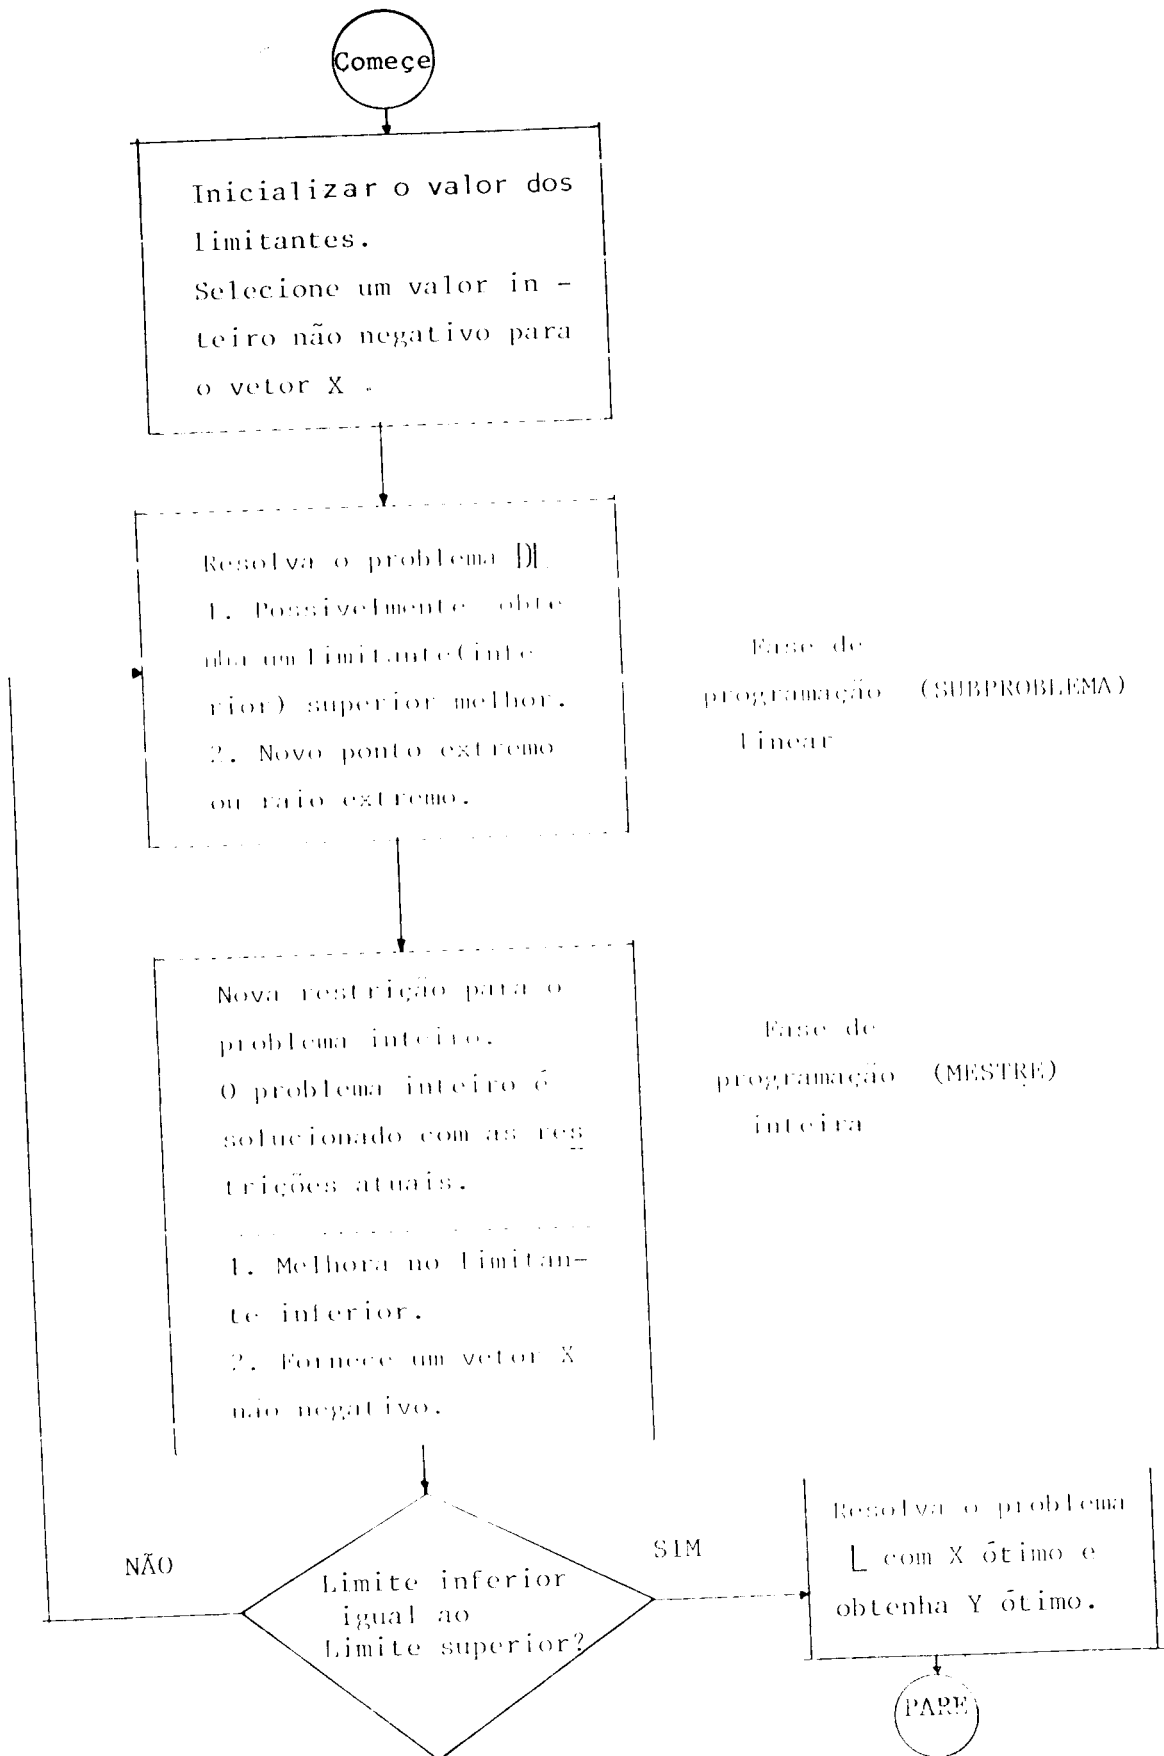 Começe
Inicializar o valor dos
limitantes.
Selecione um valor in -
teiro não negativo para
o vetor X .
Resolva o problema DL
1. Possivelmente obte
nha um limitante(infe
rior) superior melhor.
2. Novo ponto extremo
ou raio extremo.
Fase de
programação (SUBPROBLEMA)
linear
Nova restrição para o
problema inteiro.
O problema inteiro é
solucionado com as res
trições atuais.
1. Melhora no limitan-
te inferior.
2. Fornece um vetor X
não negativo.
Fase de
programação (MESTRE)
inteira
NÃO
Limite inferior
igual ao
Limite superior?
SIM
Resolva o problema
L com X ótimo e
obtenha Y ótimo.
PARE